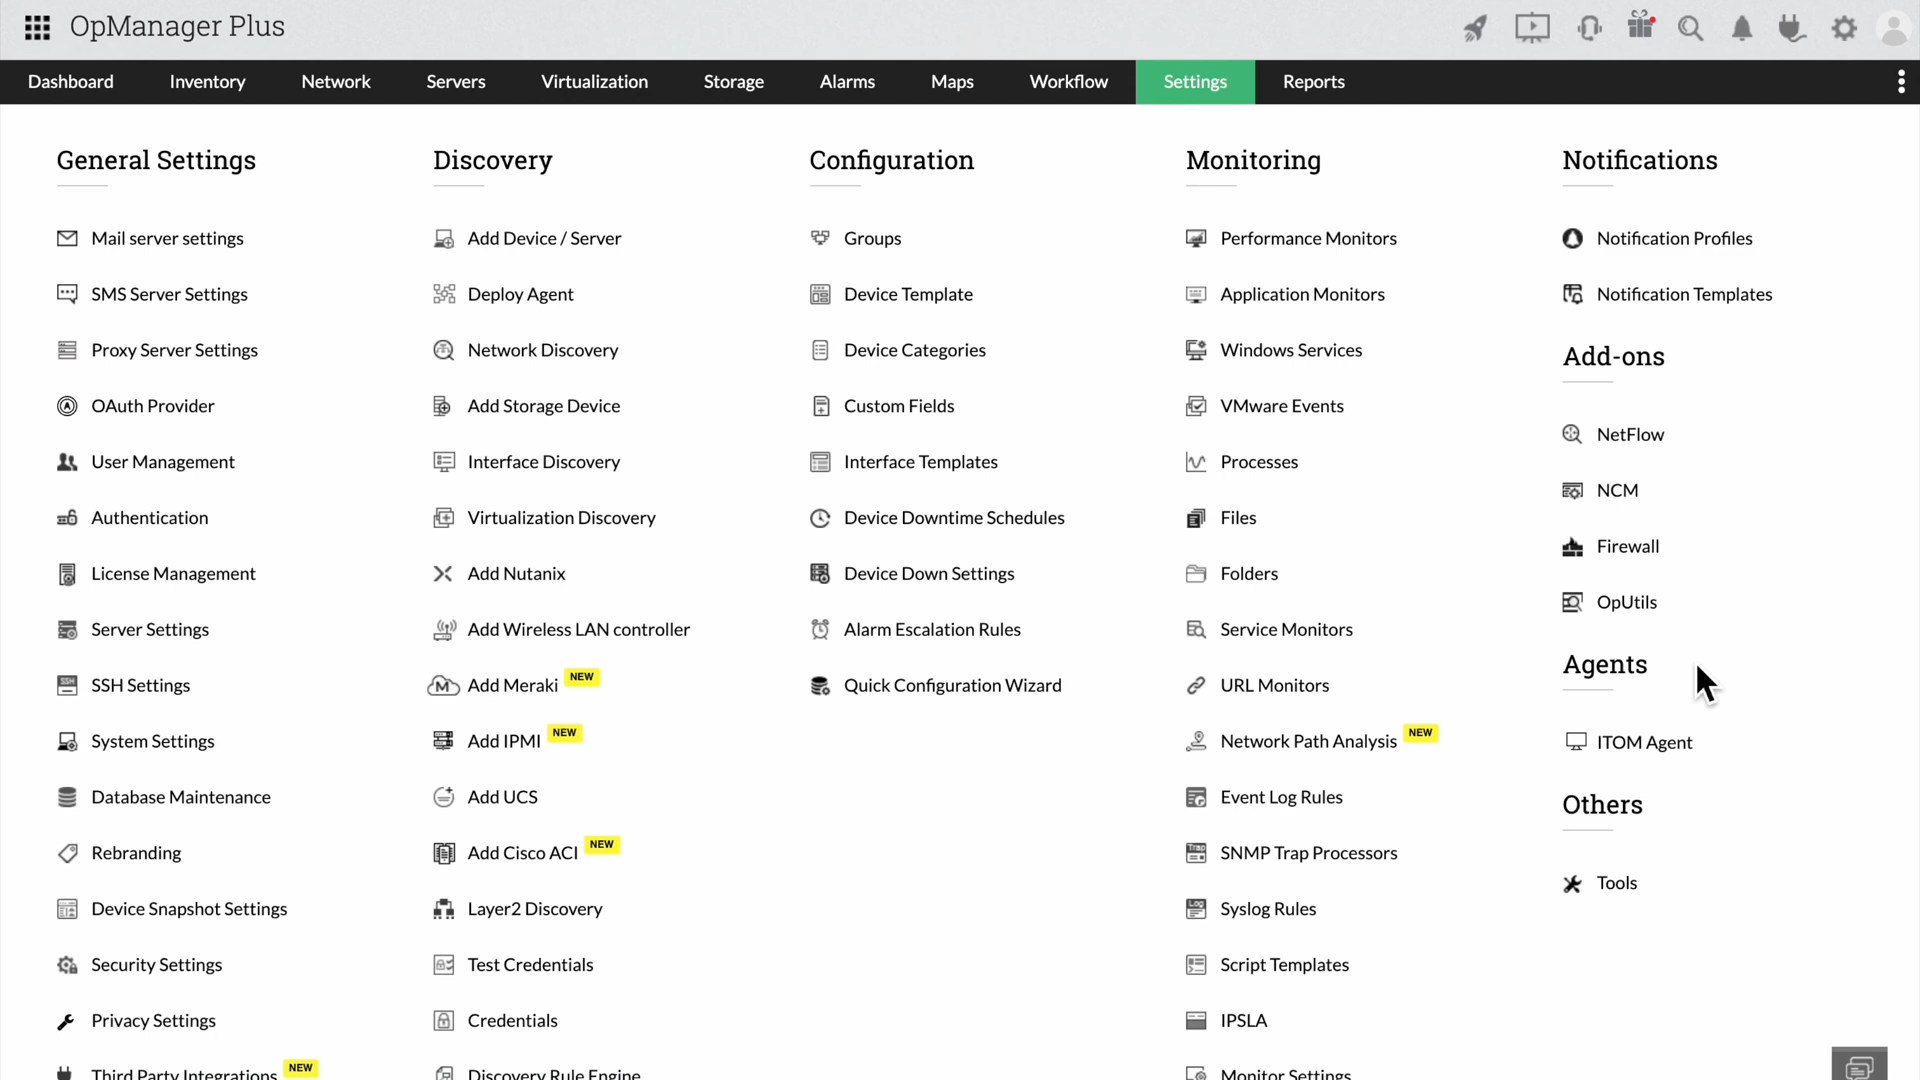 OpManager Plus
Dashboard
Inventory
Network
Servers
Virtualization
Storage
Alarms
Maps
Workflow
Settings
Reports
General Settings
Mail server settings
SMS Server Settings
Proxy Server Settings
OAuth Provider
User Management
Authentication
License Management
Server Settings
SSH
SSH Settings
System Settings
Database Maintenance
Rebranding
Device Snapshot Settings
Security Settings
Privacy Settings
Third Party Integrations NEW
Discovery
Add Device / Server
Deploy Agent
Network Discovery
Add Storage Device
Interface Discovery
Virtualization Discovery
Add Nutanix
Add Wireless LAN controller
M
Add Meraki NEW
Add IPMI NEW
Add UCS
Add Cisco ACI NEW
Layer2 Discovery
Test Credentials
Credentials
Discovery Rule Engine
Configuration
Groups
Device Template
Device Categories
Custom Fields
Interface Templates
Device Downtime Schedules
Device Down Settings
Alarm Escalation Rules
Quick Configuration Wizard
Monitoring
Performance Monitors
Application Monitors
Windows Services
VMware Events
Processes
Files
Folders
Service Monitors
URL Monitors
Network Path Analysis NEW
Event Log Rules
Trap
SNMP Trap Processors
Log
Syslog Rules
Script Templates
IPSLA
Monitor Settings
Notifications
Notification Profiles
Notification Templates
Add-ons
NetFlow
NCM
Firewall
OpUtils
Agents
ITOM Agent
Others
Tools